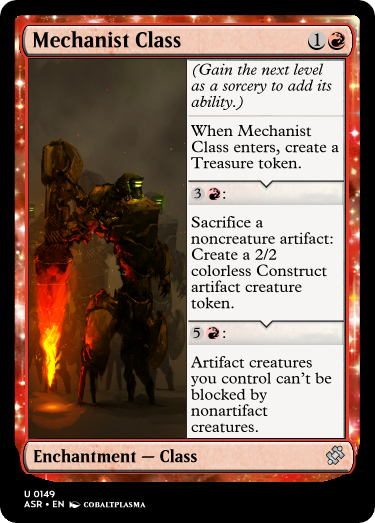 Mechanist Class 1
(Gain the next level
as a sorcery to add its
ability.)
When Mechanist
Class enters, create a
Treasure token.
3 :
Sacrifice a
noncreature artifact:
Create a 2/2
colorless Construct
artifact creature
token.
5 :
Artifact creatures
you control can't be
blocked by
nonartifact
creatures.
Enchantment — Class
U 0149
ASR • EN COBALTPLASMA